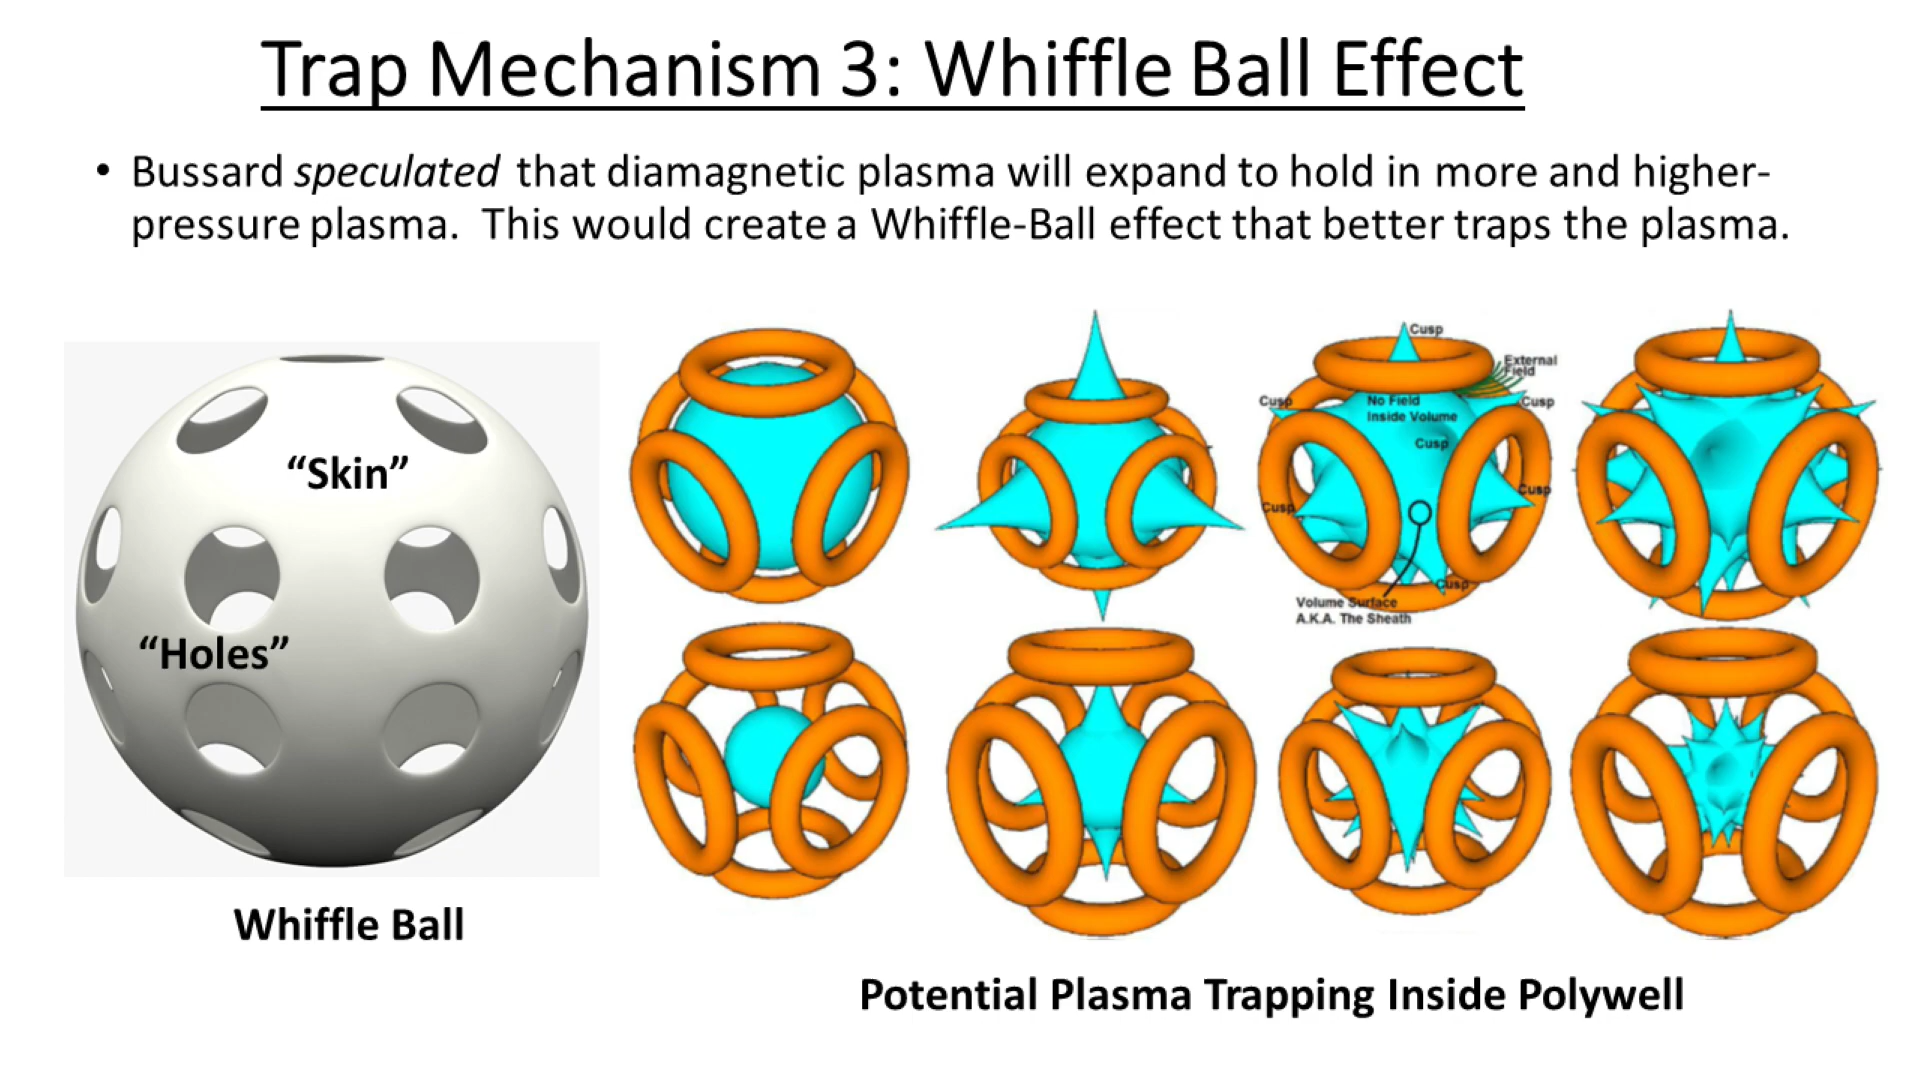 Trap Mechanism 3: Whiffle Ball Effect
• Bussard speculated that diamagnetic plasma will expand to hold in more and higher-
pressure plasma. This would create a Whiffle-Ball effect that better traps the plasma.
“Skin”
“Holes”
Whiffle Ball
Cusp
External
Field
Cusp
No Field
Inside Volume
Cusp
Cusp
Cusp
Cusp
Cusp
Volume Surface
A.K.A. The Sheath
Potential Plasma Trapping Inside Polywell